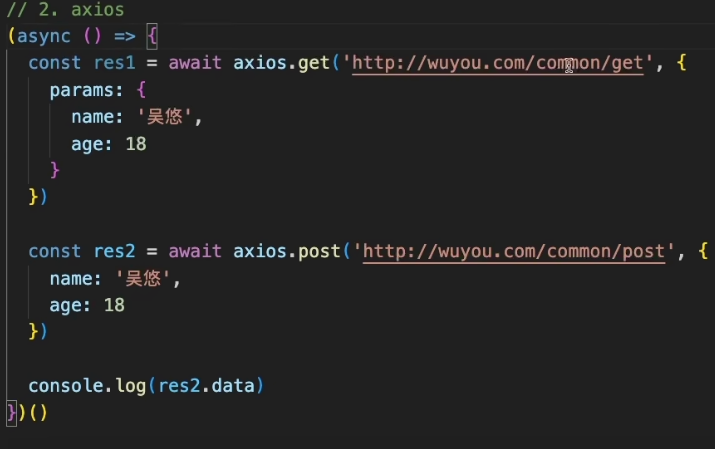 // 2. axios
(async () => {
  const res1 = await axios.get('http://wuyou.com/common/get', {
    params: {
      name: '吴悠',
      age: 18
    }
  })
  const res2 = await axios.post('http://wuyou.com/common/post', {
    name: '吴悠',
    age: 18
  })
  console.log(res2.data)
})()